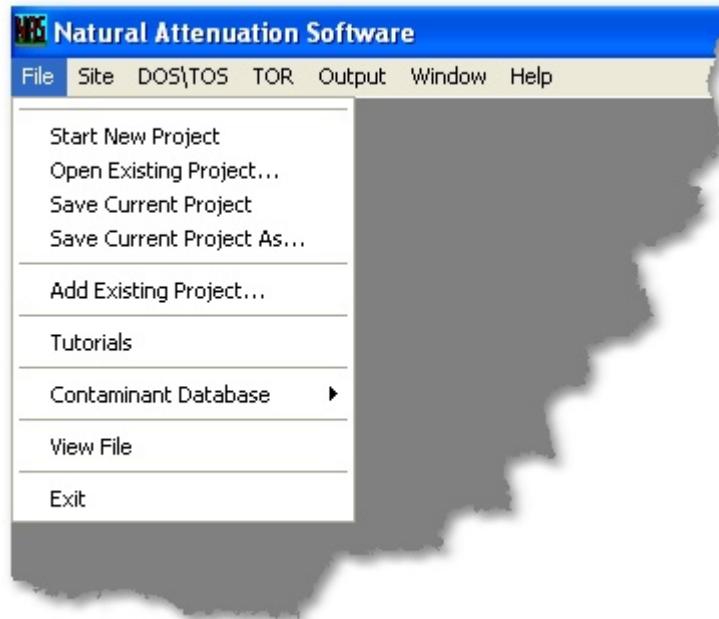 NAS Natural Attenuation Software
File Site DOS\TOS TOR Output Window Help
Start New Project
Open Existing Project...
Save Current Project
Save Current Project As...
Add Existing Project...
Tutorials
Contaminant Database
View File
Exit